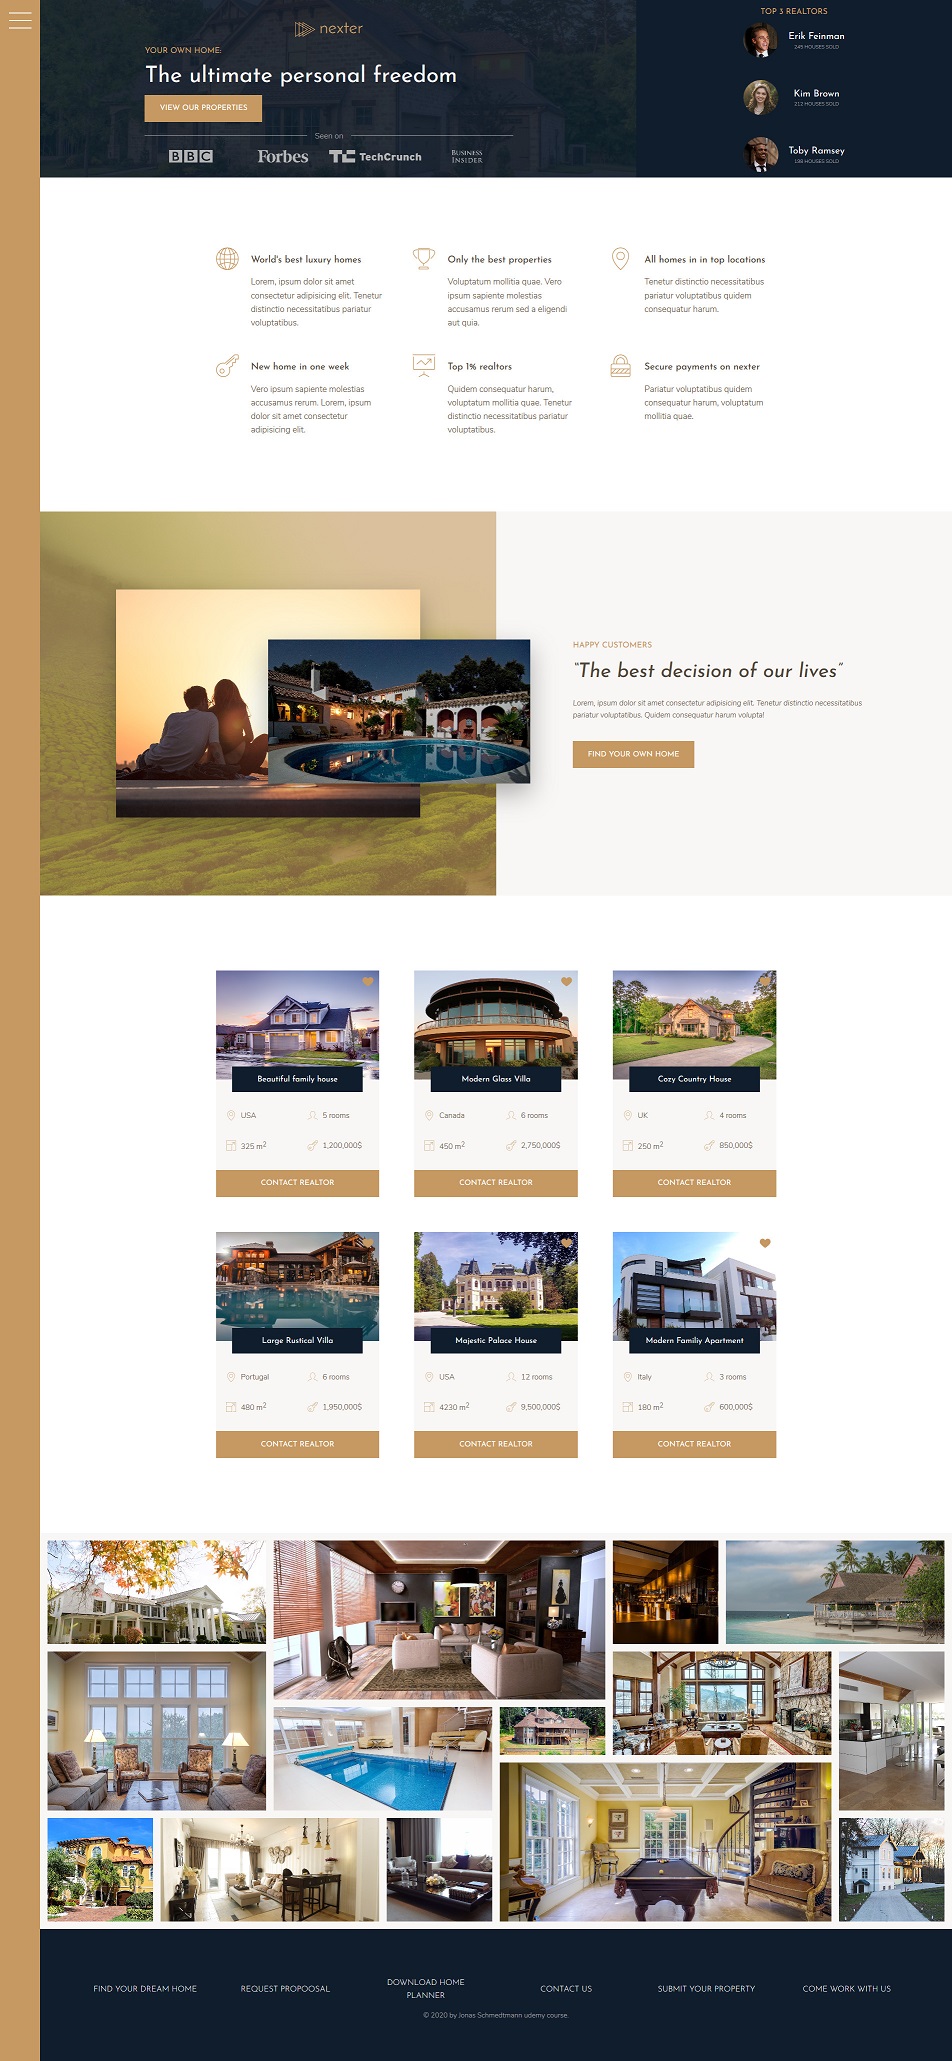 nexter
YOUR OWN HOME:
The ultimate personal freedom
VIEW OUR PROPERTIES
Seen on
BBC
Forbes
TC TechCrunch
BUSINESS
INSIDER
TOP 3 REALTORS
Erik Feinman
245 HOUSES SOLD
Kim Brown
212 HOUSES SOLD
Toby Ramsey
198 HOUSES SOLD
World's best luxury homes
Lorem, ipsum dolor sit amet
consectetur adipisicing elit. Tenetur
distinctio necessitatibus pariatur
voluptatibus.
Only the best properties
Voluptatum mollitia quae. Vero
ipsum sapiente molestias
accusamus rerum sed a eligendi
aut quia.
All homes in in top locations
Tenetur distinctio necessitatibus
pariatur voluptatibus quidem
consequatur harum.
New home in one week
Vero ipsum sapiente molestias
accusamus rerum. Lorem, ipsum
dolor sit amet consectetur
adipisicing elit.
Top 1% realtors
Quidem consequatur harum,
voluptatum mollitia quae. Tenetur
distinctio necessitatibus pariatur
voluptatibus.
Secure payments on nexter
Pariatur voluptatibus quidem
consequatur harum, voluptatum
mollitia quae.
HAPPY CUSTOMERS
“The best decision of our lives”
Lorem, ipsum dolor sit amet consectetur adipisicing elit. Tenetur distinctio necessitatibus
pariatur voluptatibus. Quidem consequatur harum volupta!
FIND YOUR OWN HOME
Beautiful family house
USA
5 rooms
325 m²
1,200,000$
CONTACT REALTOR
Modern Glass Villa
Canada
6 rooms
450 m²
2,750,000$
CONTACT REALTOR
Cozy Country House
UK
4 rooms
250 m²
850,000$
CONTACT REALTOR
Large Rustical Villa
Portugal
6 rooms
480 m²
1,950,000$
CONTACT REALTOR
Majestic Palace House
USA
12 rooms
4230 m²
9,500,000$
CONTACT REALTOR
Modern Familiy Apartment
Italy
3 rooms
180 m²
600,000$
CONTACT REALTOR
FIND YOUR DREAM HOME
REQUEST PROPOOSAL
DOWNLOAD HOME
PLANNER
CONTACT US
SUBMIT YOUR PROPERTY
COME WORK WITH US
© 2020 by Jonas Schmedtmann udemy course.